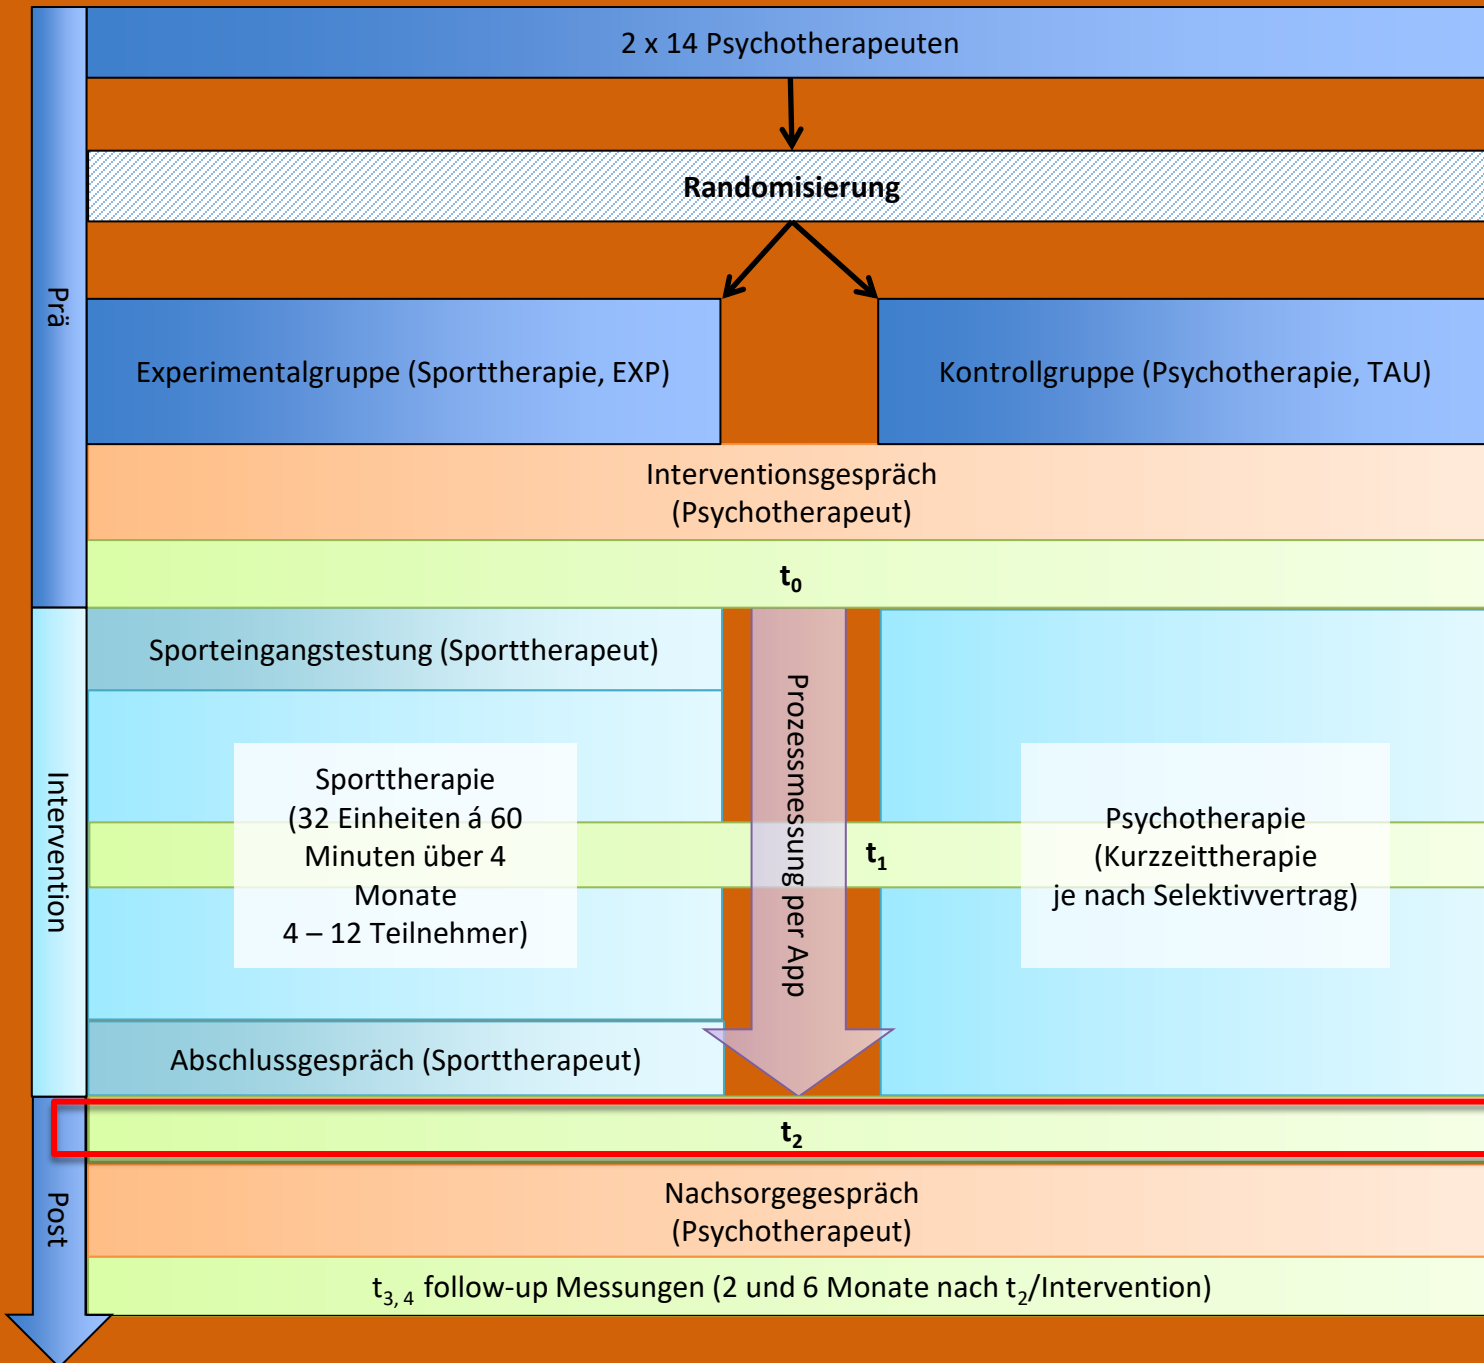 2 x 14 Psychotherapeuten
Randomisierung
Prä
Experimentalgruppe (Sporttherapie, EXP)
Kontrollgruppe (Psychotherapie, TAU)
Interventionsgespräch
(Psychotherapeut)
t0
Intervention
Sporteingangstestung (Sporttherapeut)
Sporttherapie
(32 Einheiten á 60
Minuten über 4
Monate
4 – 12 Teilnehmer)
Prozessmessung per App
t1
Psychotherapie
(Kurzzeittherapie
je nach Selektivvertrag)
Abschlussgespräch (Sporttherapeut)
Post
t2
Nachsorgegespräch
(Psychotherapeut)
t3, 4 follow-up Messungen (2 und 6 Monate nach t2/Intervention)